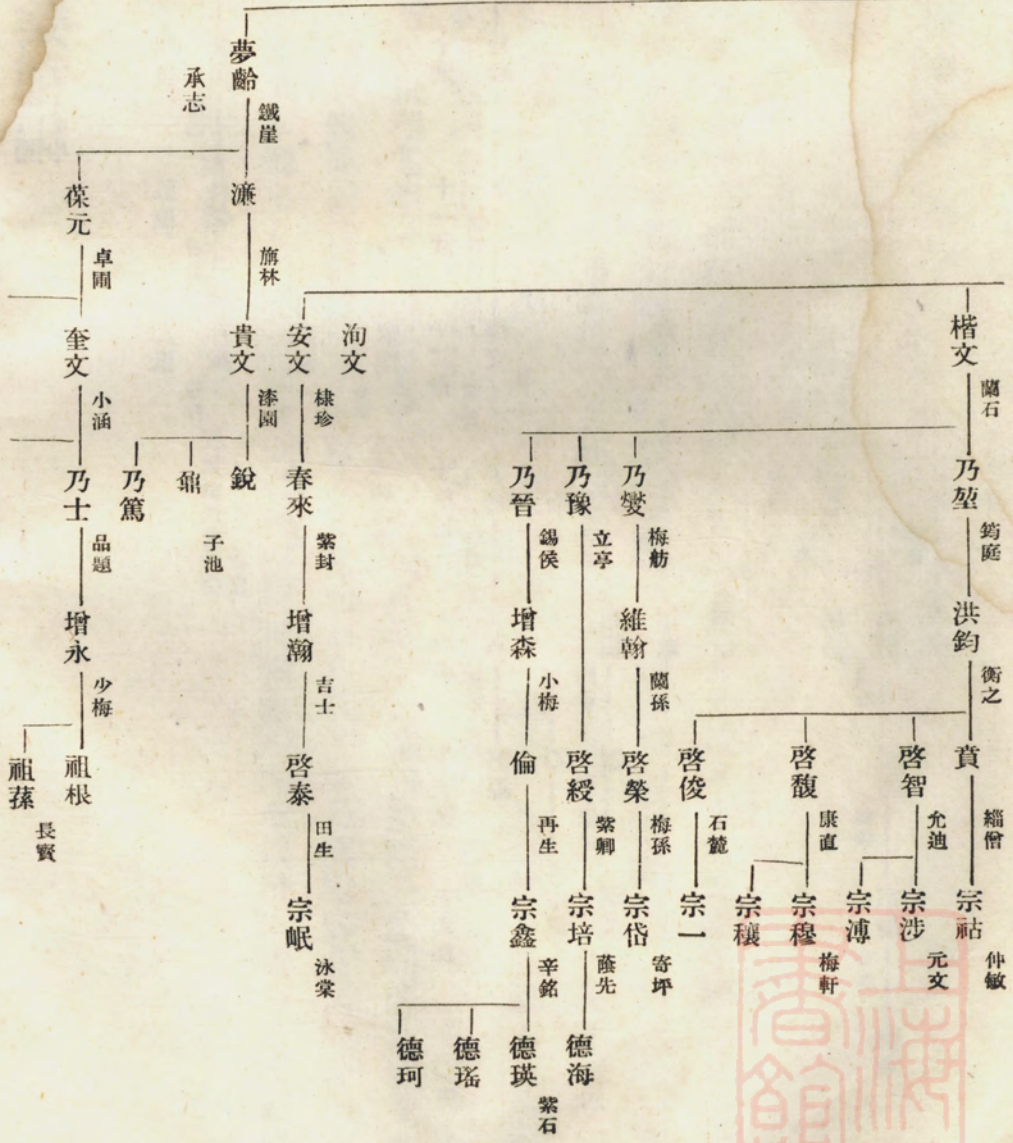 夢齡
鐵崖
承志
濂
旃林
葆元
卓圃
楷文
蘭石
洵文
安文
棣珍
貴文
漆園
奎文
小涵
乃堃
筠庭
乃燮
梅舫
乃豫
立亭
乃晉
錫侯
春來
紫封
銳
子池
乃篤
乃士
品題
洪鈞
衡之
維翰
蘭孫
增森
小梅
增瀚
吉士
增永
少梅
賁
緇僧
啓智
允迪
啓馥
康直
啓俊
石麓
啓榮
梅孫
啓綬
紫卿
倫
再生
啓泰
田生
祖根
祖蓀
長賓
宗祜
仲敏
宗涉
元文
宗溥
宗穆
梅軒
宗穰
宗一
宗岱
寄坪
宗培
蔭先
宗鑫
辛銘
宗岷
泳棠
德海
德瑛
紫石
德瑤
德珂